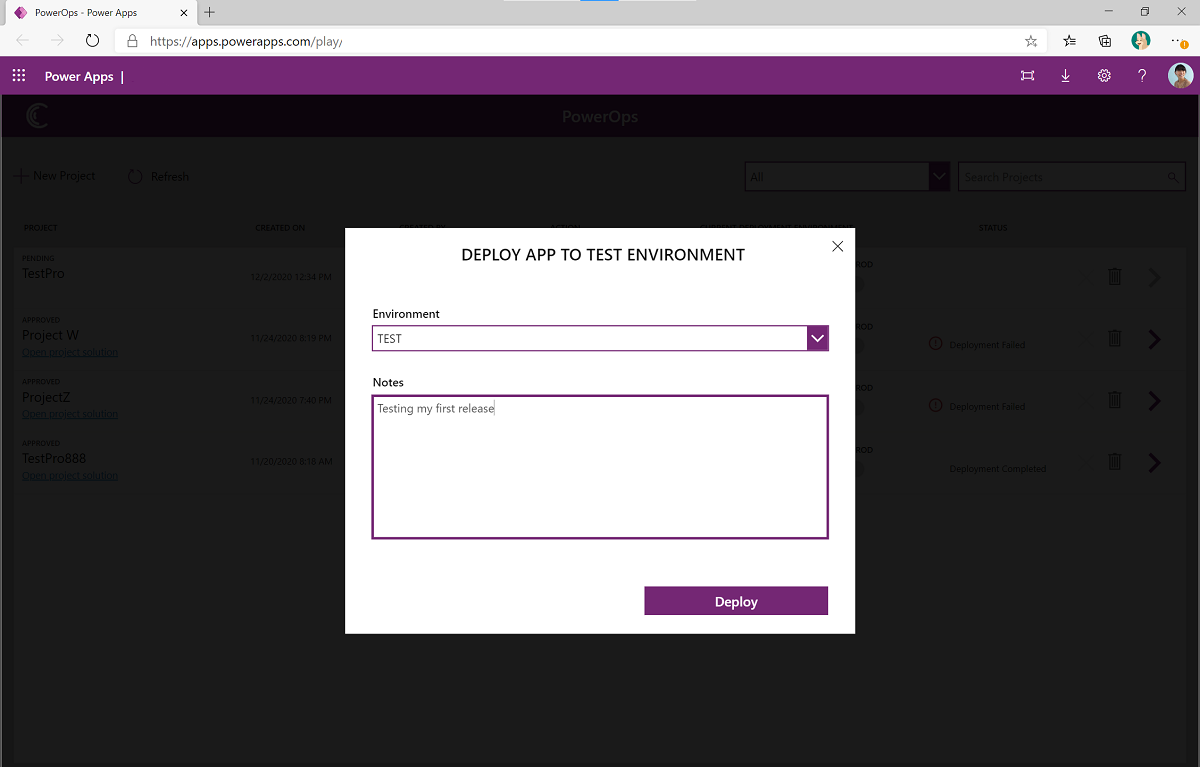 PowerOps - Power Apps
https://apps.powerapps.com/play/
Power Apps |
PowerOps
New Project
Refresh
All
Search Projects
PROJECT
CREATED ON
STATUS
DEPLOY APP TO TEST ENVIRONMENT
Environment
TEST
Notes
Testing my first release
Deploy
PENDING
TestPro
12/2/2020 12:34 PM
APPROVED
Project W
Open project solution
11/24/2020 8:19 PM
Deployment Failed
APPROVED
ProjectZ
Open project solution
11/24/2020 7:40 PM
Deployment Failed
APPROVED
TestPro888
Open project solution
11/20/2020 8:18 AM
Deployment Completed